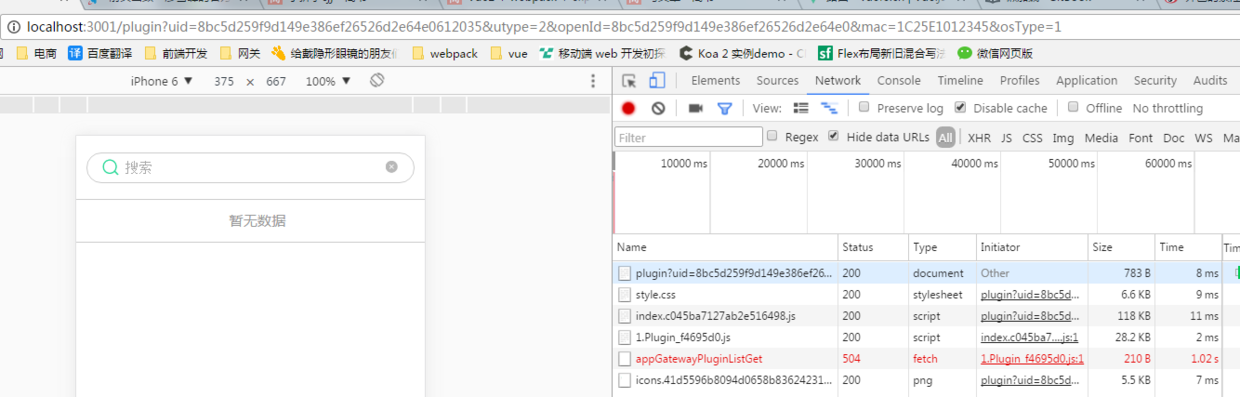 localhost:3001/plugin?uid=8bc5d259f9d149e386ef26526d2e64e0612035&utype=2&openId=8bc5d259f9d149e386ef26526d2e64e0&mac=1C25E1012345&osType=1
电商 百度翻译 前端开发 网关 给戴隐形眼镜的朋友们 webpack vue 移动端 web 开发初探 Koa 2 实例demo - C Flex布局新旧混合写法 微信网页版
iPhone 6 ▼ 375 × 667 100% ▼
Elements Sources Network Console Timeline Profiles Application Security Audits
View: Preserve log Disable cache Offline No throttling
Filter Regex Hide data URLs All XHR JS CSS Img Media Font Doc WS Ma
10000 ms 20000 ms 30000 ms 40000 ms 50000 ms 60000 ms
搜索
暂无数据
Name Status Type Initiator Size Time Tim
plugin?uid=8bc5d259f9d149e386ef26... 200 document Other 783 B 8 ms
style.css 200 stylesheet plugin?uid=8bc5d... 6.6 KB 9 ms
index.c045ba7127ab2e516498.js 200 script plugin?uid=8bc5d... 118 KB 11 ms
1.Plugin_f4695d0.js 200 script index.c045ba7....js:1 28.2 KB 2 ms
appGatewayPluginListGet 504 fetch 1.Plugin_f4695d0.js:1 210 B 1.02 s
icons.41d5596b8094d0658b83624231... 200 png plugin?uid=8bc5d... 5.5 KB 7 ms